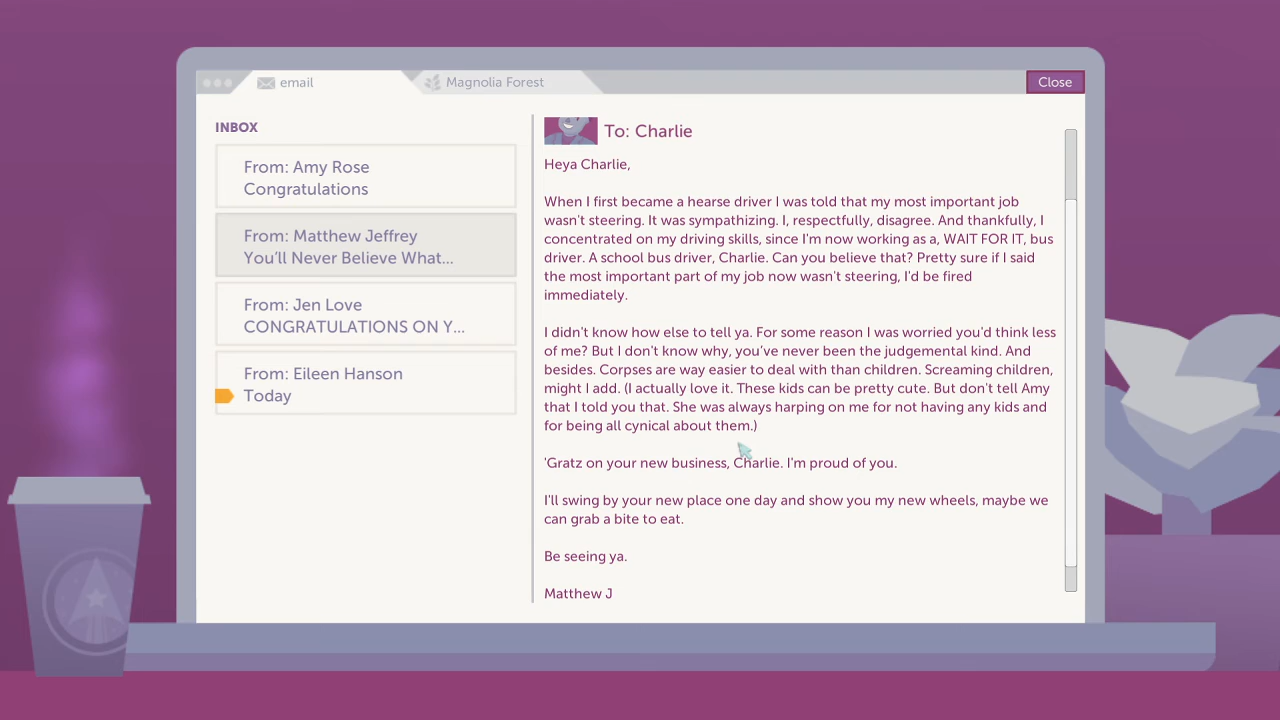 email
Magnolia Forest
Close
INBOX
From: Amy Rose
Congratulations
From: Matthew Jeffrey
You'll Never Believe What...
From: Jen Love
CONGRATULATIONS ON Y...
From: Eileen Hanson
Today
To: Charlie
Heya Charlie,
When I first became a hearse driver I was told that my most important job
wasn't steering. It was sympathizing. I, respectfully, disagree. And thankfully, I
concentrated on my driving skills, since I'm now working as a, WAIT FOR IT, bus
driver. A school bus driver, Charlie. Can you believe that? Pretty sure if I said
the most important part of my job now wasn't steering, I'd be fired
immediately.
I didn't know how else to tell ya. For some reason I was worried you'd think less
of me? But I don't know why, you've never been the judgemental kind. And
besides. Corpses are way easier to deal with than children. Screaming children,
might I add. (I actually love it. These kids can be pretty cute. But don't tell Amy
that I told you that. She was always harping on me for not having any kids and
for being all cynical about them.)
'Gratz on your new business, Charlie. I'm proud of you.
I'll swing by your new place one day and show you my new wheels, maybe we
can grab a bite to eat.
Be seeing ya.
Matthew J